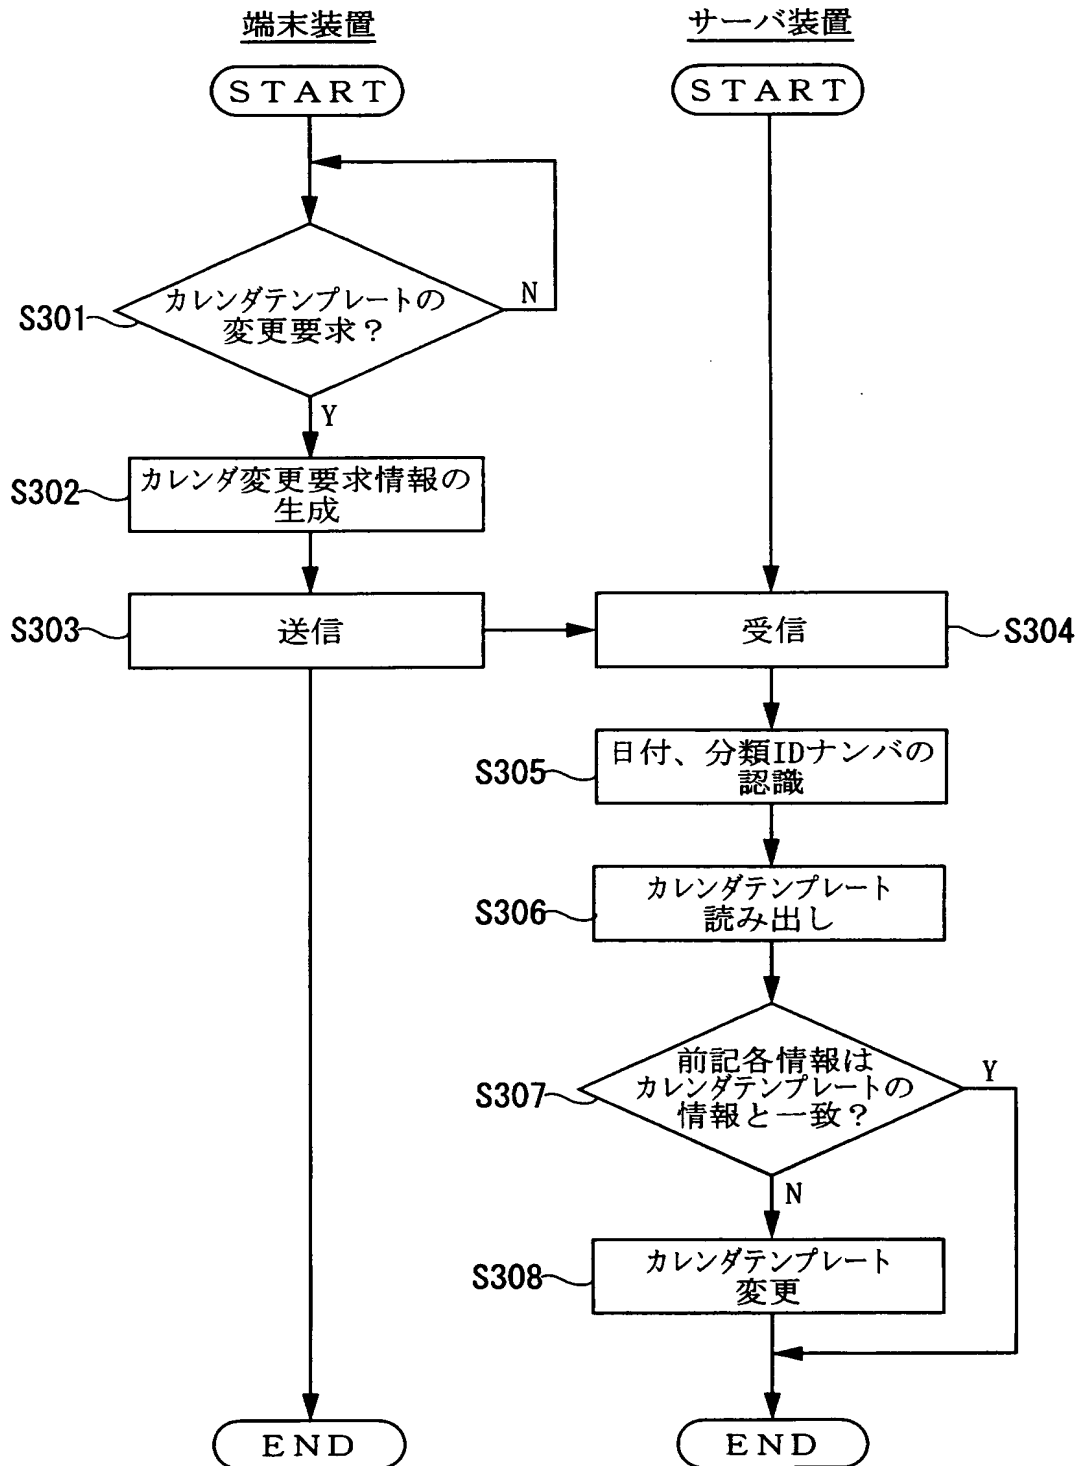 端末装置
サーバ装置
START
START
S301
カレンダテンプレートの
変更要求？
N
Y
S302
カレンダ変更要求情報の
生成
S303
送信
受信
S304
S305
日付、分類IDナンバの
認識
S306
カレンダテンプレート
読み出し
S307
前記各情報は
カレンダテンプレートの
情報と一致？
Y
N
S308
カレンダテンプレート
変更
END
END